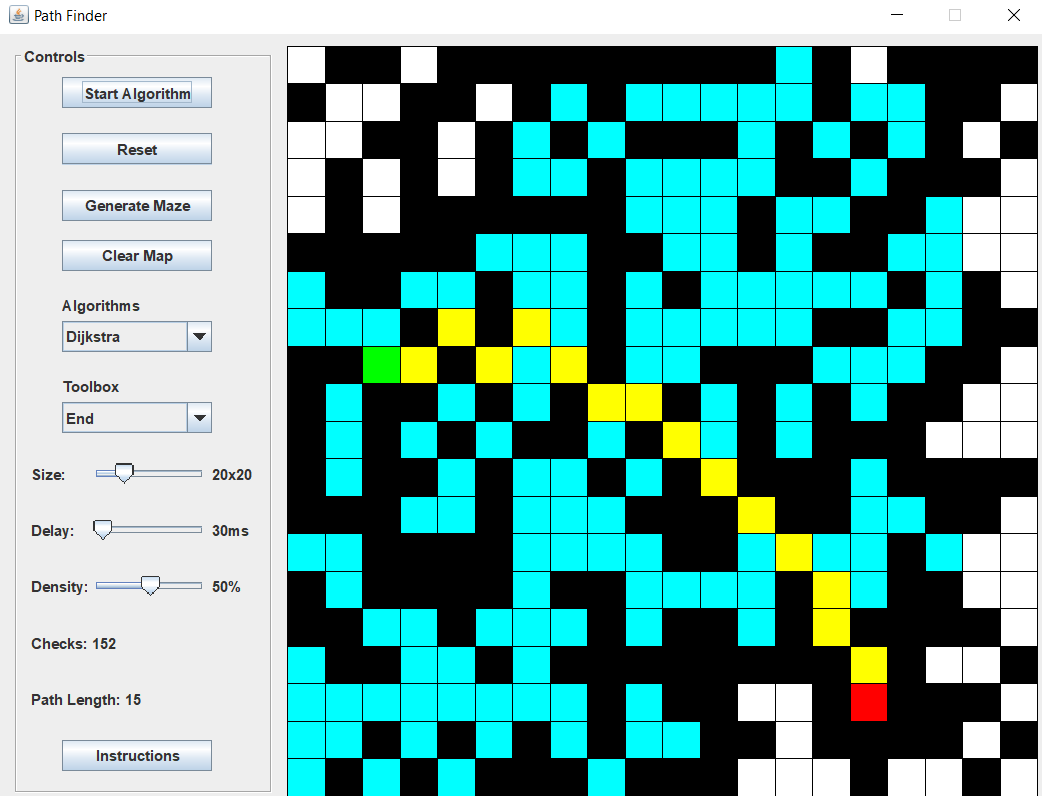 Path Finder
Controls
Start Algorithm
Reset
Generate Maze
Clear Map
Algorithms
Dijkstra
Toolbox
End
Size: 20x20
Delay: 30ms
Density: 50%
Checks: 152
Path Length: 15
Instructions